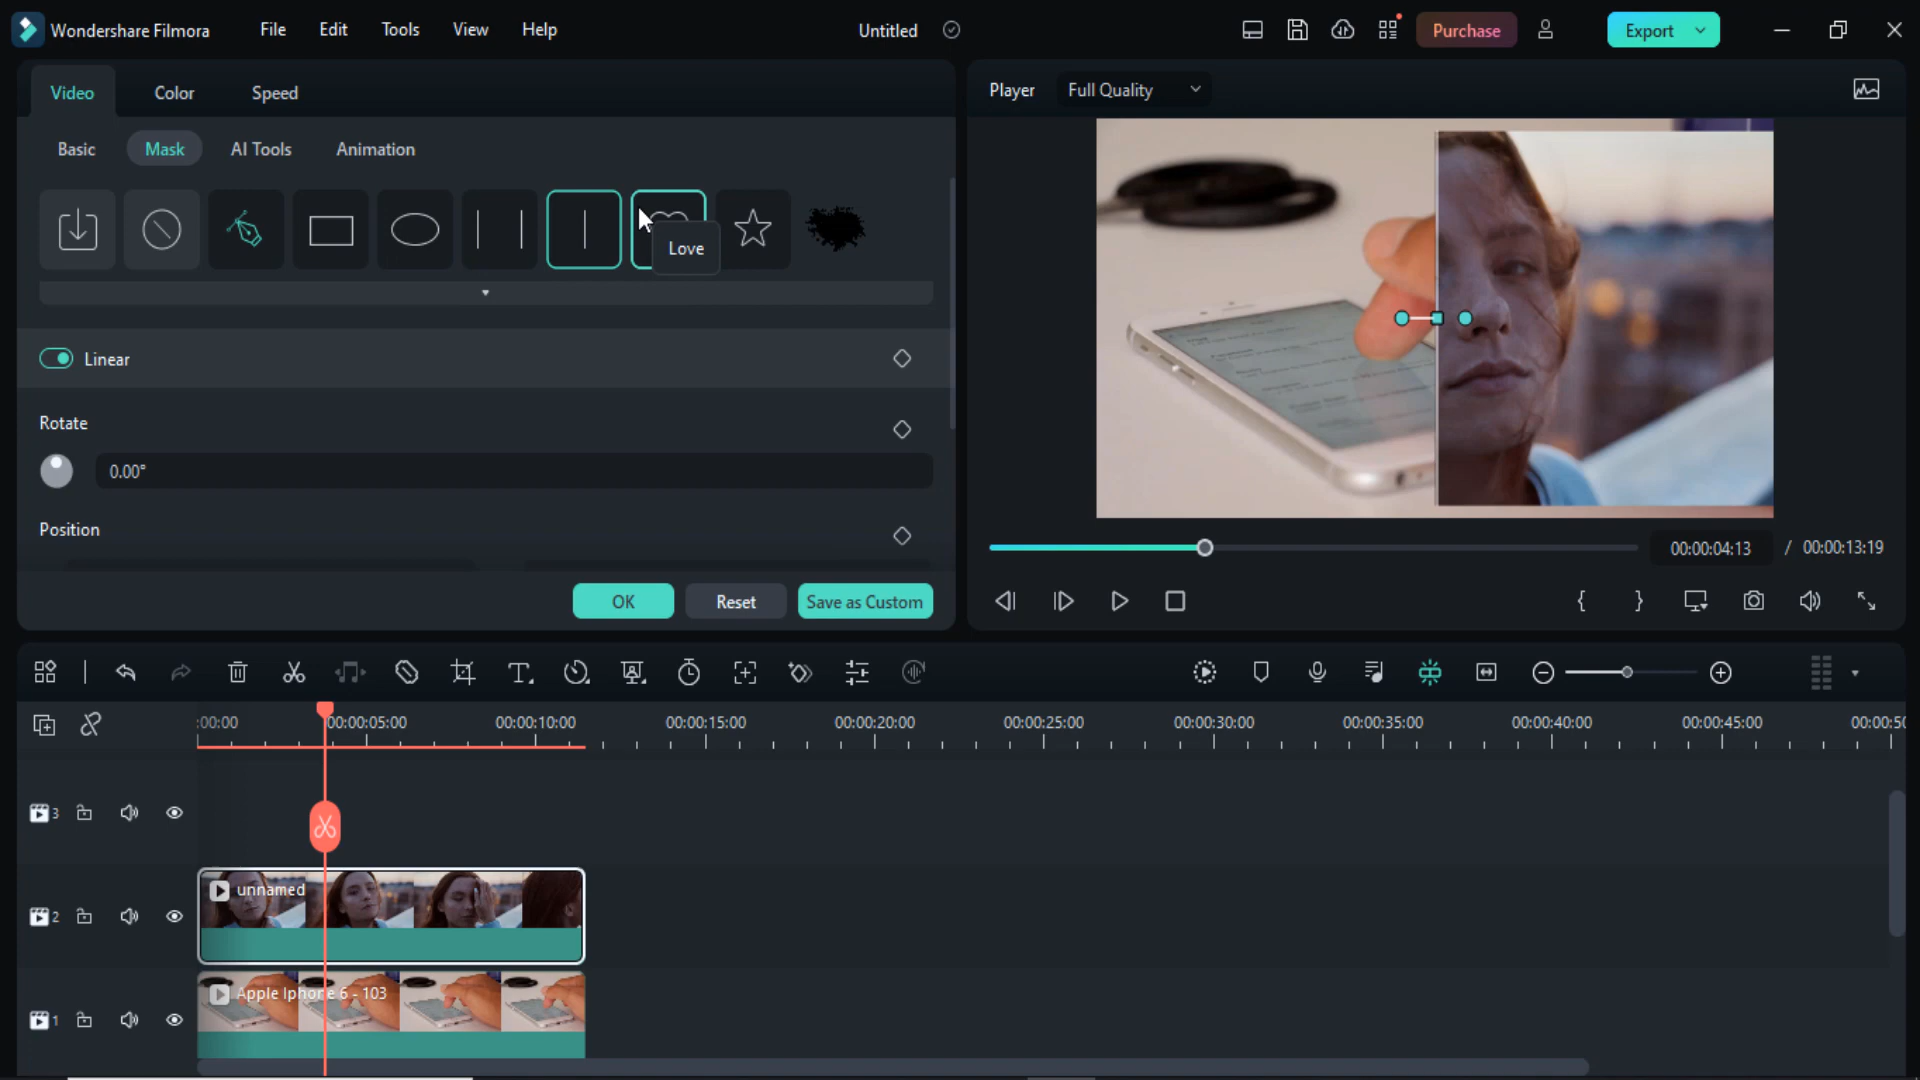 Wondershare Filmora File Edit Tools View Help Untitled Purchase Export
Video Color Speed
Player Full Quality
Basic Mask AI Tools Animation
Love
Linear
Rotate
0.00°
Position
OK Reset Save as Custom
00:00:04:13 / 00:00:13:19
:00:00 00:00:05:00 00:00:10:00 00:00:15:00 00:00:20:00 00:00:25:00 00:00:30:00 00:00:35:00 00:00:40:00 00:00:45:00 00:00:50
3
unnamed
2
Apple Iphone 6 - 103
1